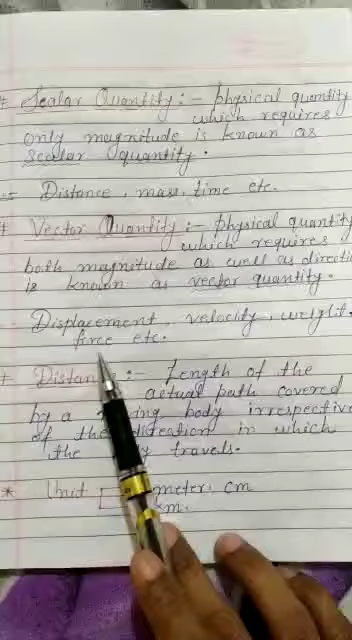 # Scalar Quantity :- physical quantity
which requires
only magnitude is known as
scalar quantity.
Distance, mass, time etc.
# Vector Quantity :- physical quantity
which requires
both magnitude as well as directi
is known as vector quantity.
Displacement, velocity, weight,
force etc.
Distan :- Length of the
actual path covered
by a ing body irrespective
of the direction in which
the y travels.
* Unit [ meter, cm
km.